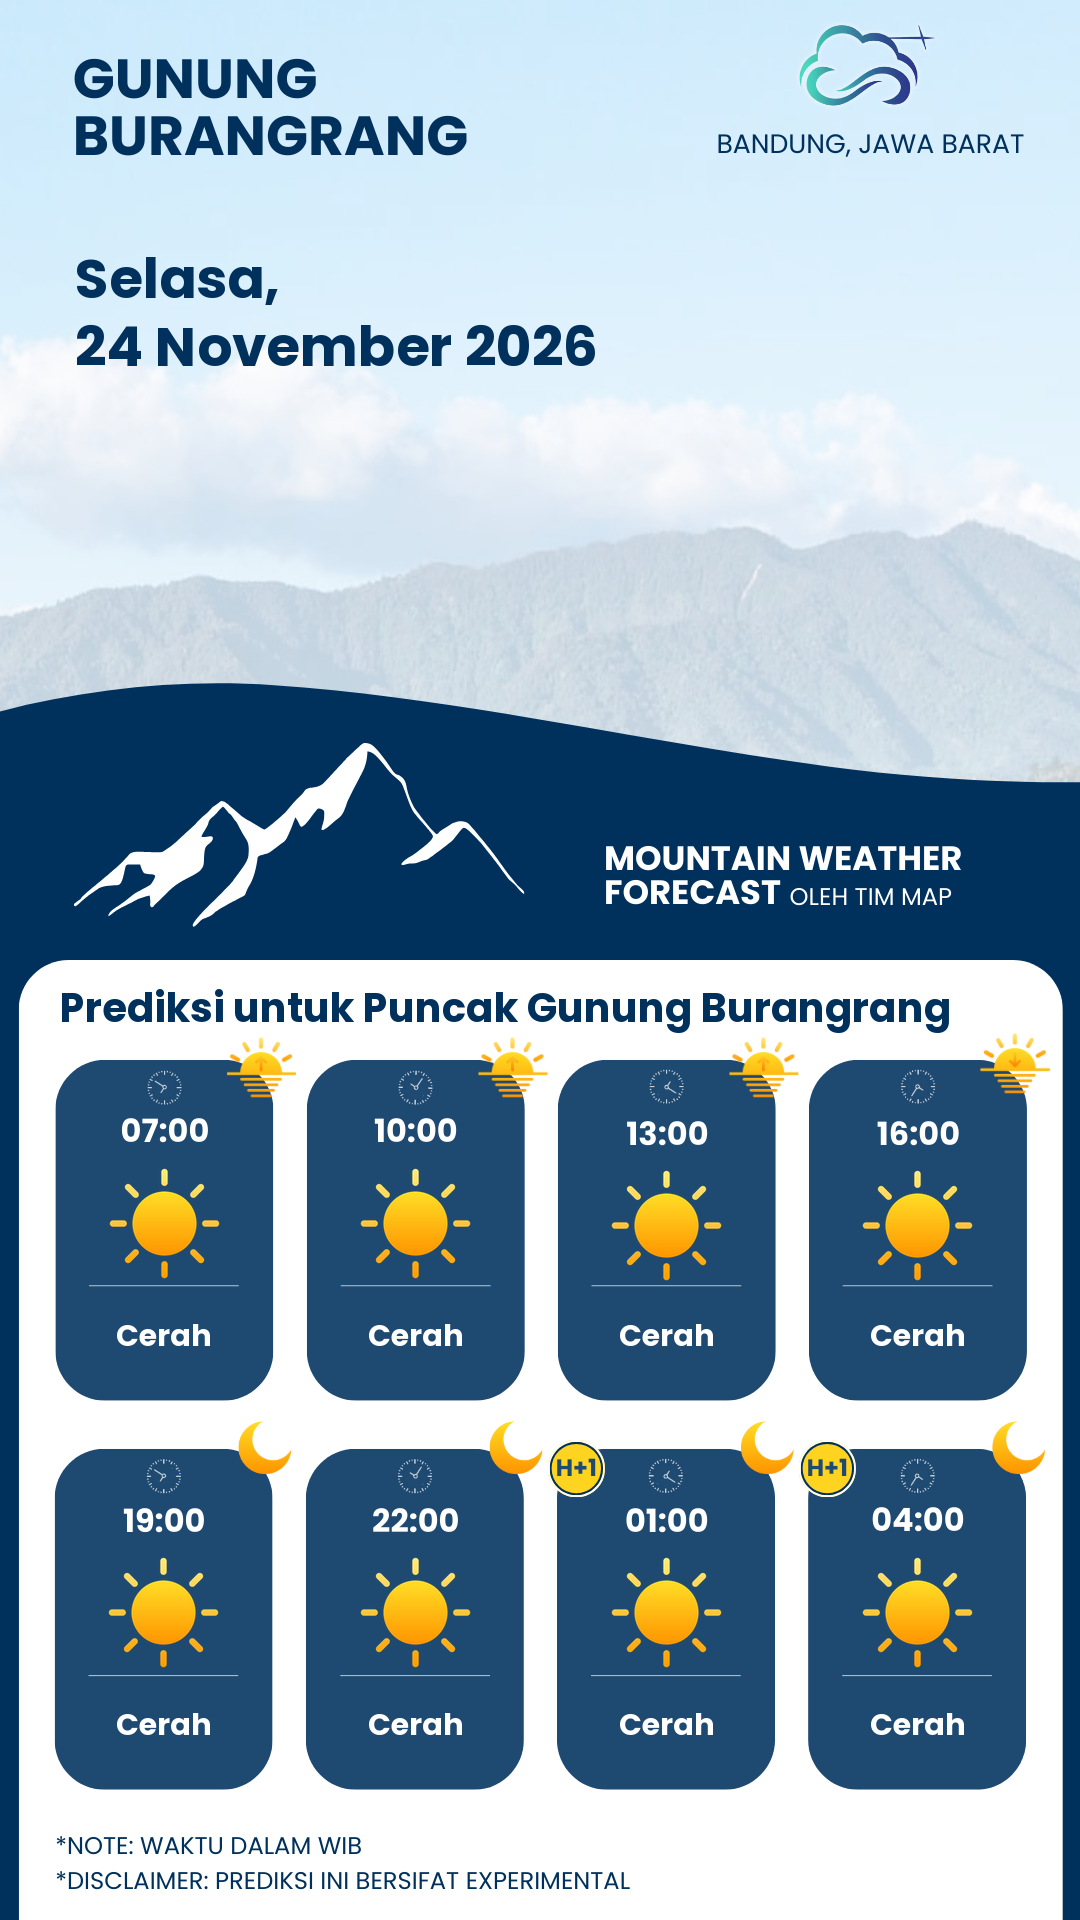 GUNUNG
BURANGRANG
BANDUNG, JAWA BARAT
Selasa,
24 November 2026
MOUNTAIN WEATHER
FORECAST OLEH TIM MAP
Prediksi untuk Puncak Gunung Burangrang
07:00
10:00
13:00
16:00
Cerah
Cerah
Cerah
Cerah
H+1
H+1
19:00
22:00
01:00
04:00
Cerah
Cerah
Cerah
Cerah
*NOTE: WAKTU DALAM WIB
*DISCLAIMER: PREDIKSI INI BERSIFAT EXPERIMENTAL